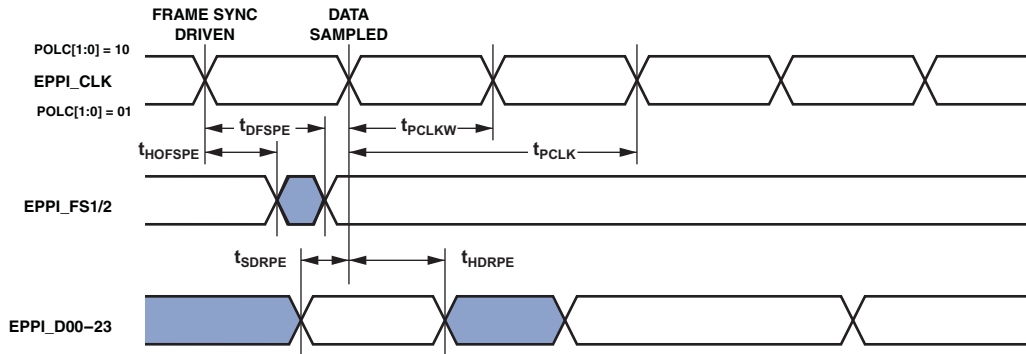 FRAME SYNC
DRIVEN
DATA
SAMPLED
POLC[1:0] = 10
EPPI_CLK
POLC[1:0] = 01
tDFSPE
tPCLKW
tHOFSPE
tPCLK
EPPI_FS1/2
tSDRPE
tHDRPE
EPPI_D00–23